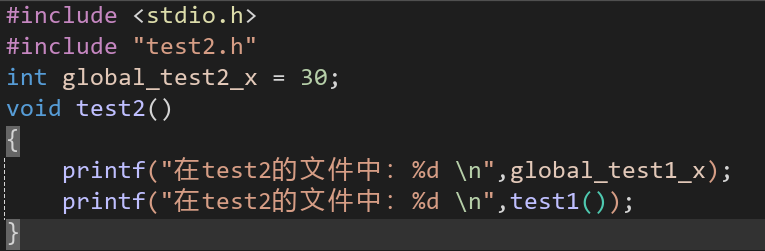 #include <stdio.h>
#include "test2.h"
int global_test2_x = 30;
void test2()
{
    printf("在test2的文件中：%d \n",global_test1_x);
    printf("在test2的文件中：%d \n",test1());
}